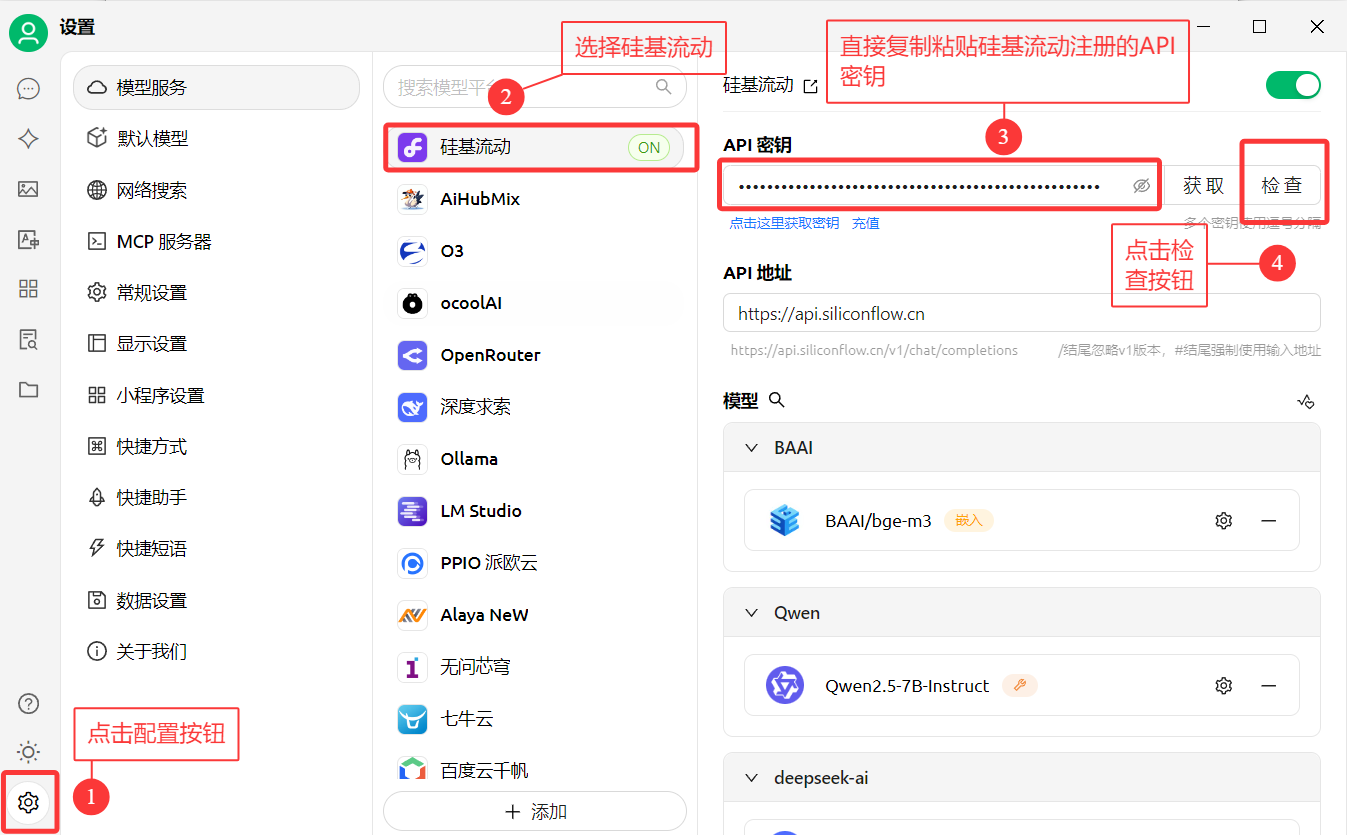 设置
模型服务
默认模型
网络搜索
MCP 服务器
常规设置
显示设置
小程序设置
快捷方式
快捷助手
快捷短语
数据设置
关于我们
点击配置按钮
1
选择硅基流动
2
搜索模型平
硅基流动 ON
AiHubMix
O3
ocoolAI
OpenRouter
深度求索
Ollama
LM Studio
PPIO 派欧云
Alaya NeW
无问芯穹
七牛云
百度云千帆
添加
直接复制粘贴硅基流动注册的API
密钥
3
硅基流动
API 密钥
获取 检查
点击这里获取密钥 充值
多个密钥使用逗号分隔
点击检
查按钮
4
API 地址
https://api.siliconflow.cn
https://api.siliconflow.cn/v1/chat/completions /结尾忽略v1版本，#结尾强制使用输入地址
模型
BAAI
BAAI/bge-m3 嵌入
Qwen
Qwen2.5-7B-Instruct
deepseek-ai